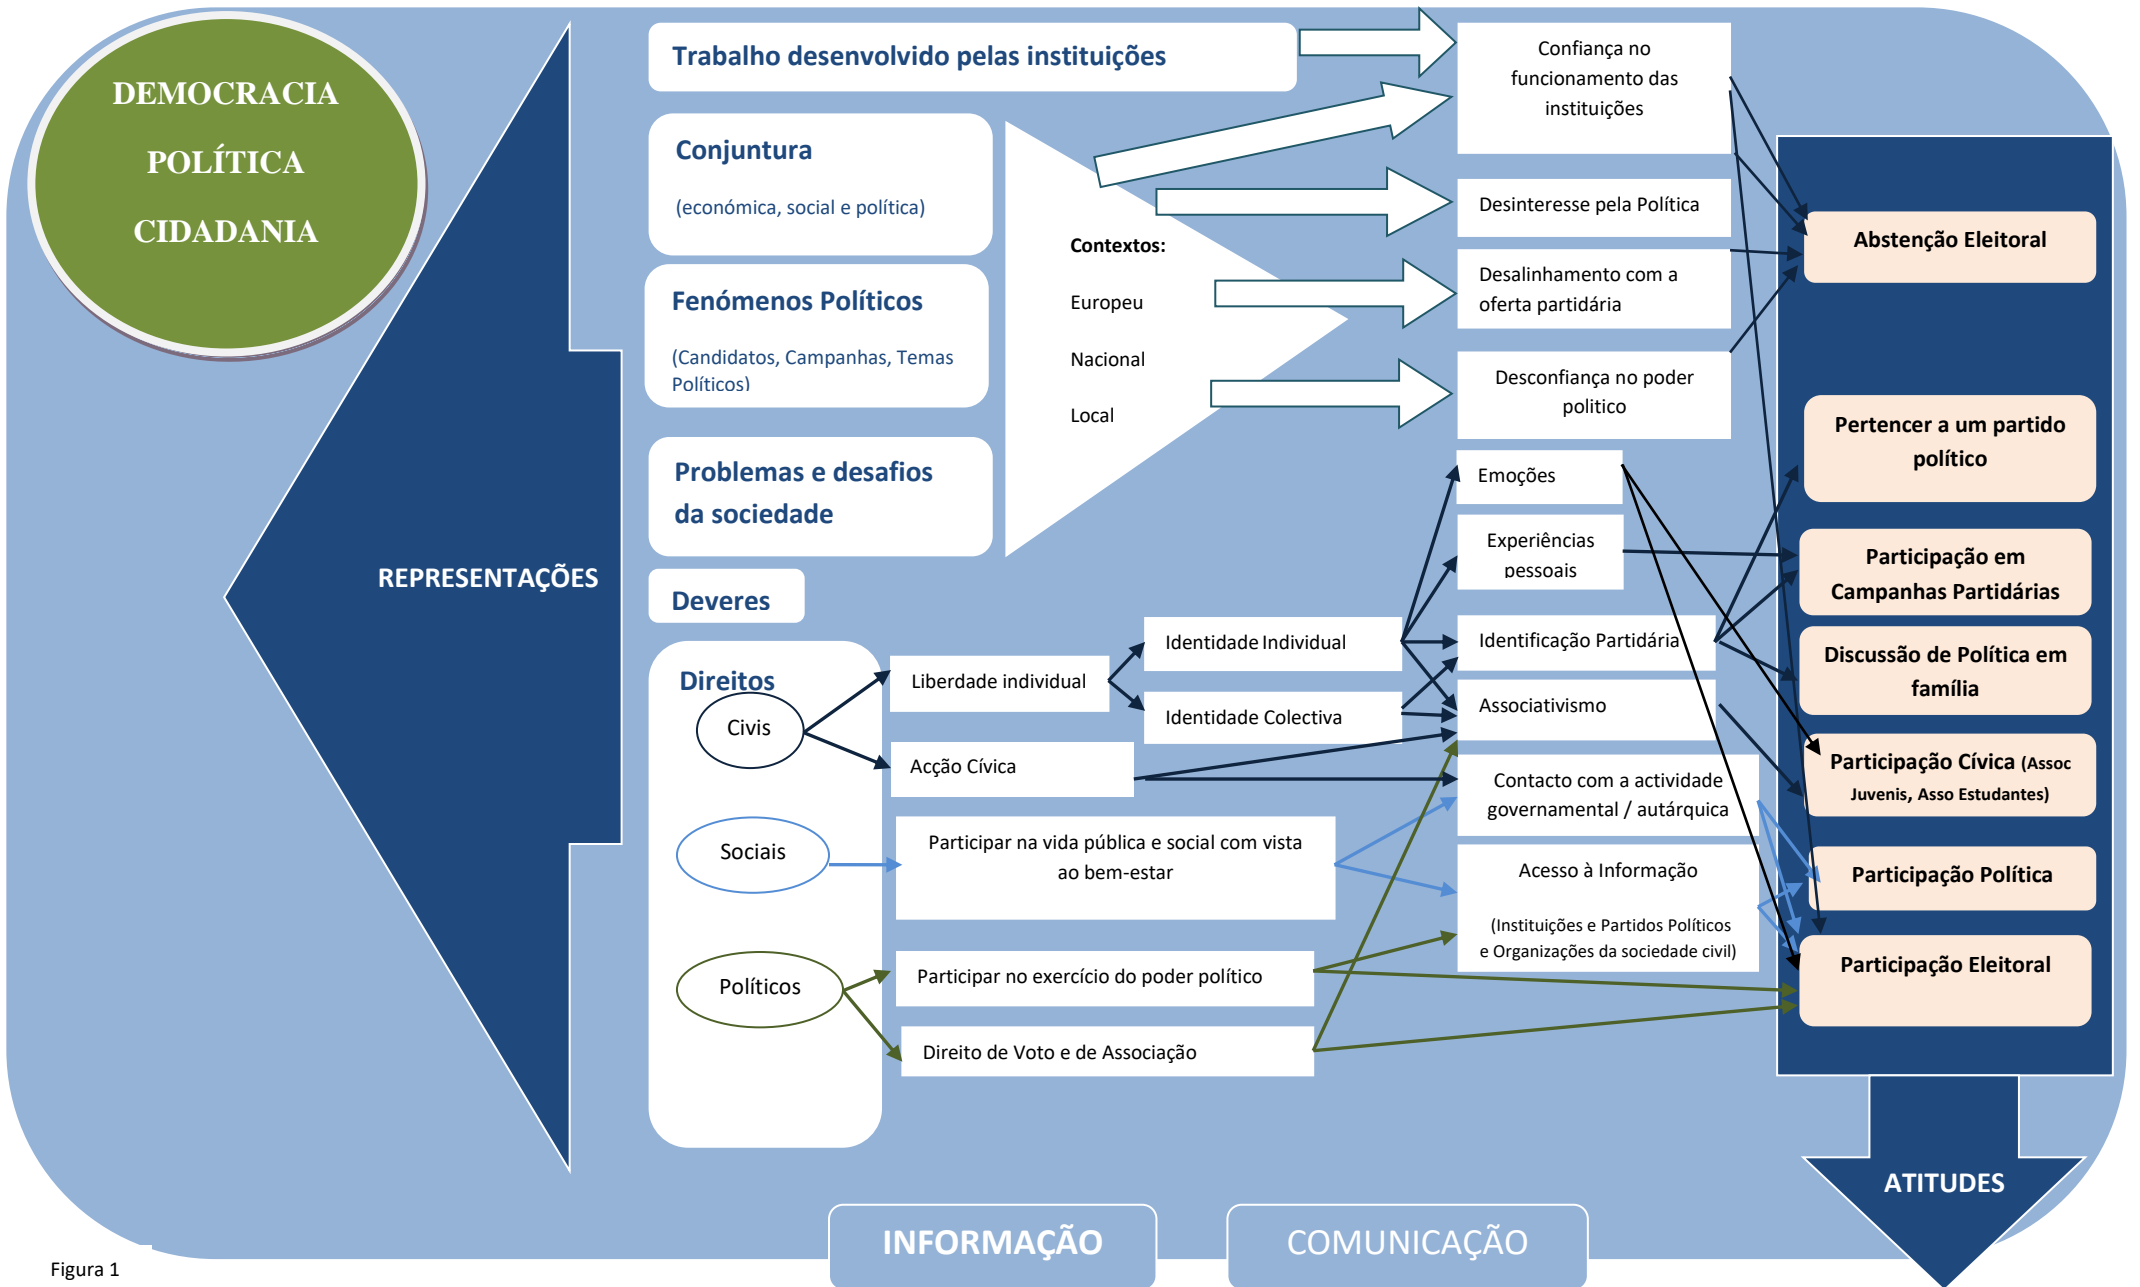 DEMOCRACIA
POLÍTICA
CIDADANIA
REPRESENTAÇÕES
Trabalho desenvolvido pelas instituições
Conjuntura
(económica, social e política)
Fenómenos Políticos
(Candidatos, Campanhas, Temas
Políticos)
Problemas e desafios
da sociedade
Deveres
Direitos
Civis
Sociais
Políticos
Contextos:
Europeu
Nacional
Local
Liberdade individual
Acção Cívica
Participar na vida pública e social com vista
ao bem-estar
Participar no exercício do poder político
Direito de Voto e de Associação
Identidade Individual
Identidade Colectiva
Confiança no
funcionamento das
instituições
Desinteresse pela Política
Desalinhamento com a
oferta partidária
Desconfiança no poder
politico
Emoções
Experiências
pessoais
Identificação Partidária
Associativismo
Contacto com a actividade
governamental / autárquica
Acesso à Informação
(Instituições e Partidos Políticos
e Organizações da sociedade civil)
Abstenção Eleitoral
Pertencer a um partido
político
Participação em
Campanhas Partidárias
Discussão de Política em
família
Participação Cívica (Assoc
Juvenis, Asso Estudantes)
Participação Política
Participação Eleitoral
ATITUDES
INFORMAÇÃO
COMUNICAÇÃO
Figura 1